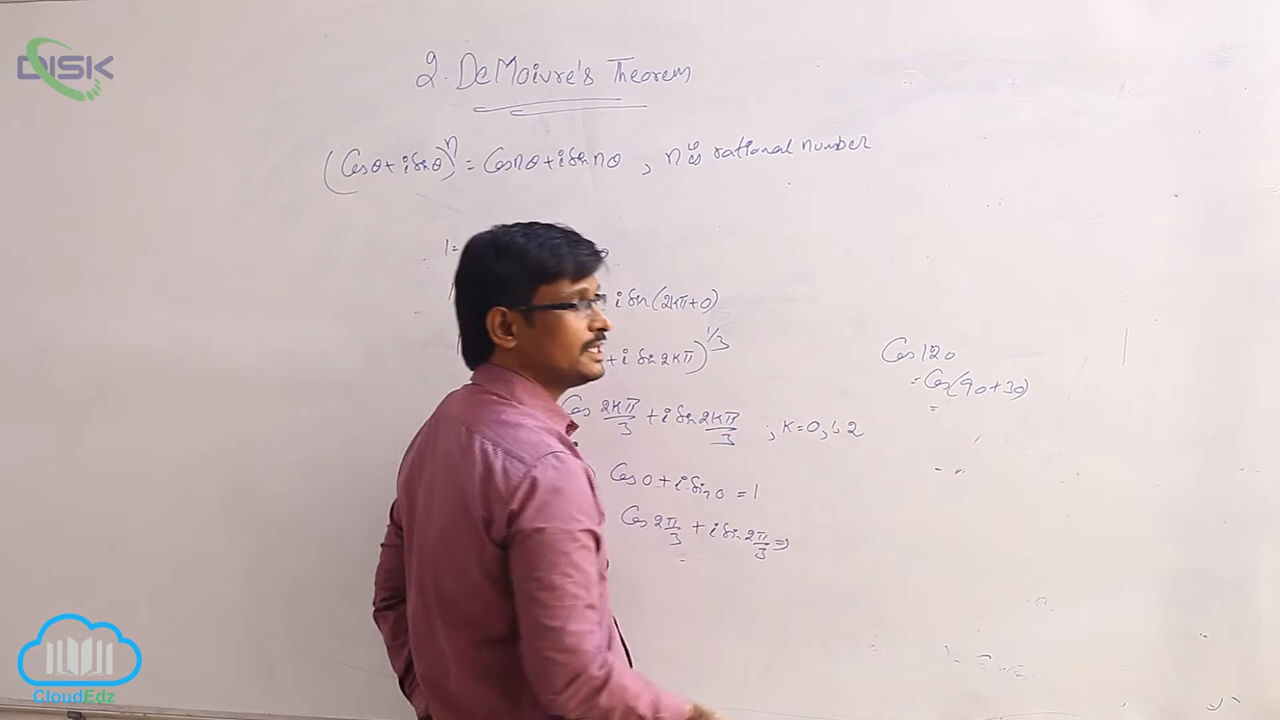 DISK
2. DeMoivre's Theorem
(Cosθ + i Sinθ)^n = Cos nθ + i Sin nθ , n is rational number
1 =
i Sin(2Kπ+0)
+ i Sin 2Kπ)^1/3
Cos 2Kπ/3 + i Sin 2Kπ/3 ; K=0,1,2
Cos 0 + i Sin 0 = 1
Cos 2π/3 + i Sin 2π/3 ⇒
Cos 120
= Cos(90+30)
=
CloudEdz